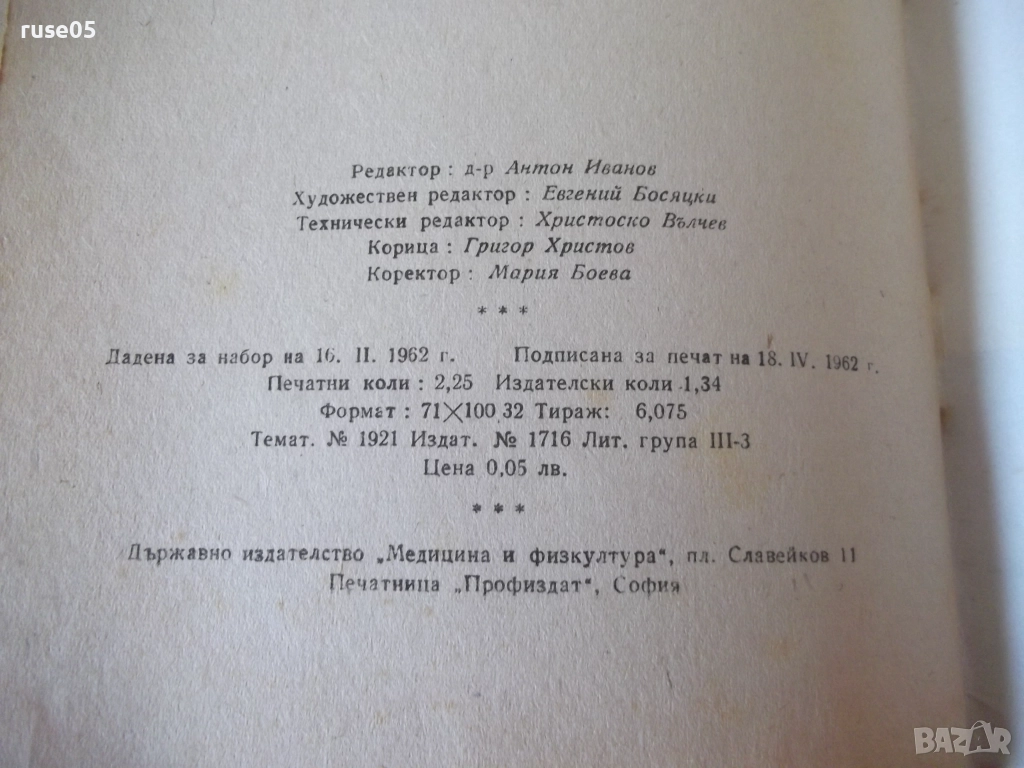 ruse05
Редактор : д-р Антон Иванов
Художествен редактор : Евгений Босяцки
Технически редактор : Христоско Вълчев
Корица : Григор Христов
Коректор : Мария Боева
* * *
Дадена за набор на 16. II. 1962 г. Подписана за печат на 18. IV. 1962 г.
Печатни коли : 2,25 Издателски коли 1,34
Формат : 71×100 32 Тираж: 6,075
Темат. № 1921 Издат. № 1716 Лит. група III-3
Цена 0,05 лв.
* * *
Държавно издателство „Медицина и физкултура“, пл. Славейков 11
Печатница „Профиздат“, София
BAZAR